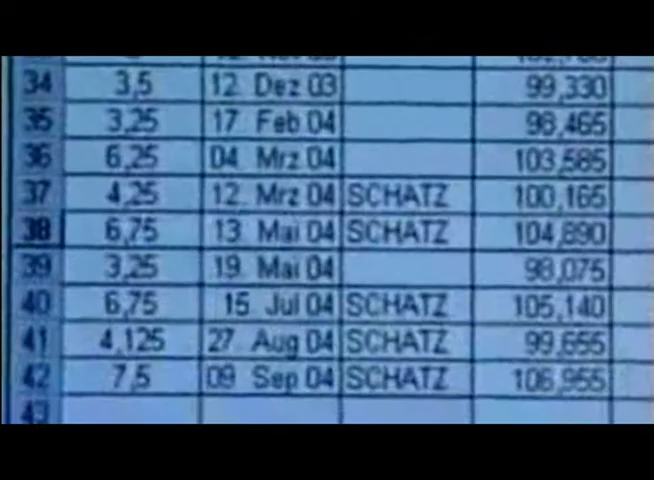 34 3,5 12. Dez 03 99,330
35 3,25 17. Feb 04 98,465
36 6,25 04. Mrz 04 103,585
37 4,25 12. Mrz 04 SCHATZ 100,165
38 6,75 13. Mai 04 SCHATZ 104,890
39 3,25 19. Mai 04 98,075
40 6,75 15. Jul 04 SCHATZ 105,140
41 4,125 27. Aug 04 SCHATZ 99,655
42 7,5 09. Sep 04 SCHATZ 106,955
43